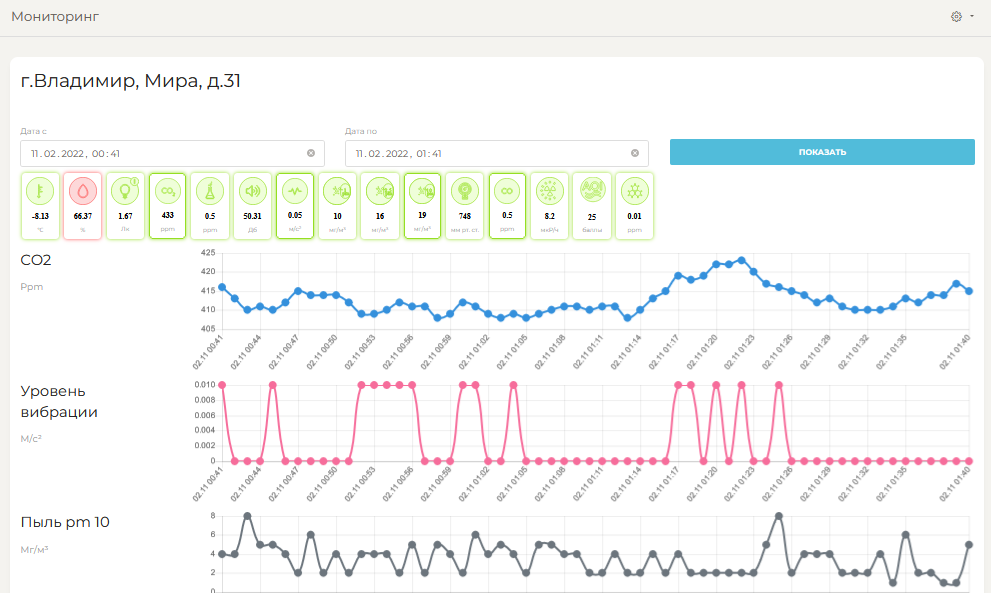 Мониторинг
г.Владимир, Мира, д.31
Дата с
Дата по
11.02.2022, 00:41
11.02.2022, 01:41
ПОКАЗАТЬ
-8.13 66.37 1.67 433 0.5 50.31 0.05 10 16 19 748 0.5 8.2 25 0.01
°C % Лк ppm ppm Дб м/с² мг/м³ мг/м³ мг/м³ мм рт. ст. ppm мкР/ч баллы ppm
CO2
Ppm
425
420
415
410
405
02.11 00:41 02.11 00:44 02.11 00:47 02.11 00:50 02.11 00:53 02.11 00:56 02.11 00:59 02.11 01:02 02.11 01:05 02.11 01:08 02.11 01:11 02.11 01:14 02.11 01:17 02.11 01:20 02.11 01:23 02.11 01:26 02.11 01:29 02.11 01:32 02.11 01:35 02.11 01:40
Уровень
вибрации
М/с²
0.010
0.008
0.006
0.004
0.002
0
02.11 00:41 02.11 00:44 02.11 00:47 02.11 00:50 02.11 00:53 02.11 00:56 02.11 00:59 02.11 01:02 02.11 01:05 02.11 01:08 02.11 01:11 02.11 01:14 02.11 01:17 02.11 01:20 02.11 01:23 02.11 01:26 02.11 01:29 02.11 01:32 02.11 01:35 02.11 01:40
Пыль pm 10
Мг/м³
8
6
4
2
0